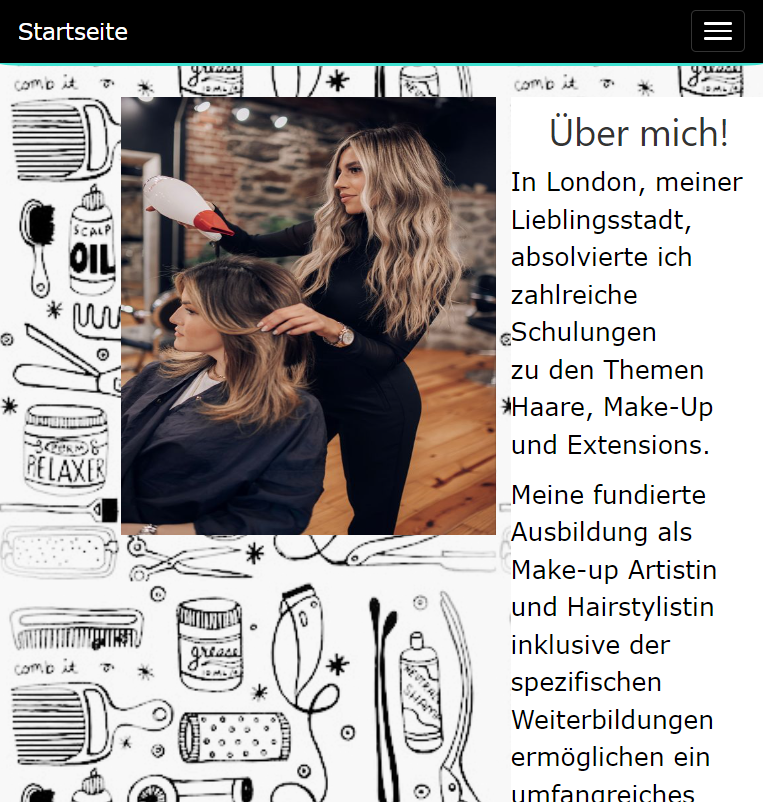 Startseite
comb it
comb it
grease
SCALP
OIL
SPERM &
RELAXER
Über mich!
In London, meiner
Lieblingsstadt,
absolvierte ich
zahlreiche
Schulungen
zu den Themen
Haare, Make-Up
und Extensions.
Meine fundierte
Ausbildung als
Make-up Artistin
und Hairstylistin
inklusive der
spezifischen
Weiterbildungen
ermöglichen ein
umfangreiches
grease
comb it